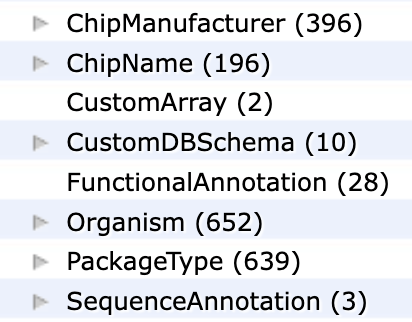 ChipManufacturer (396)
ChipName (196)
CustomArray (2)
CustomDBSchema (10)
FunctionalAnnotation (28)
Organism (652)
PackageType (639)
SequenceAnnotation (3)